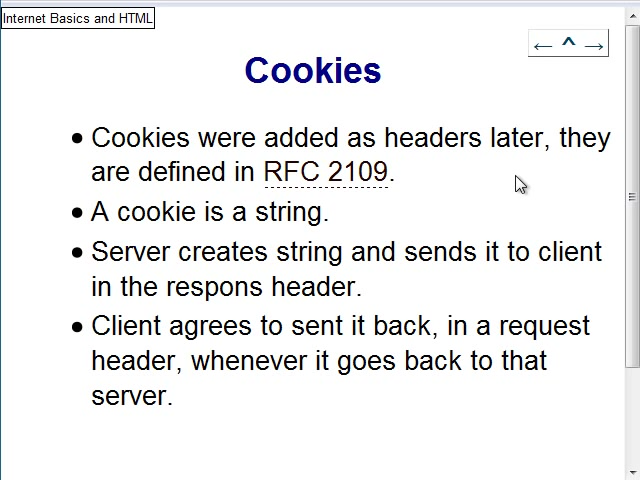 Internet Basics and HTML
← ^ →
Cookies
• Cookies were added as headers later, they
are defined in RFC 2109.
• A cookie is a string.
• Server creates string and sends it to client
in the respons header.
• Client agrees to sent it back, in a request
header, whenever it goes back to that
server.